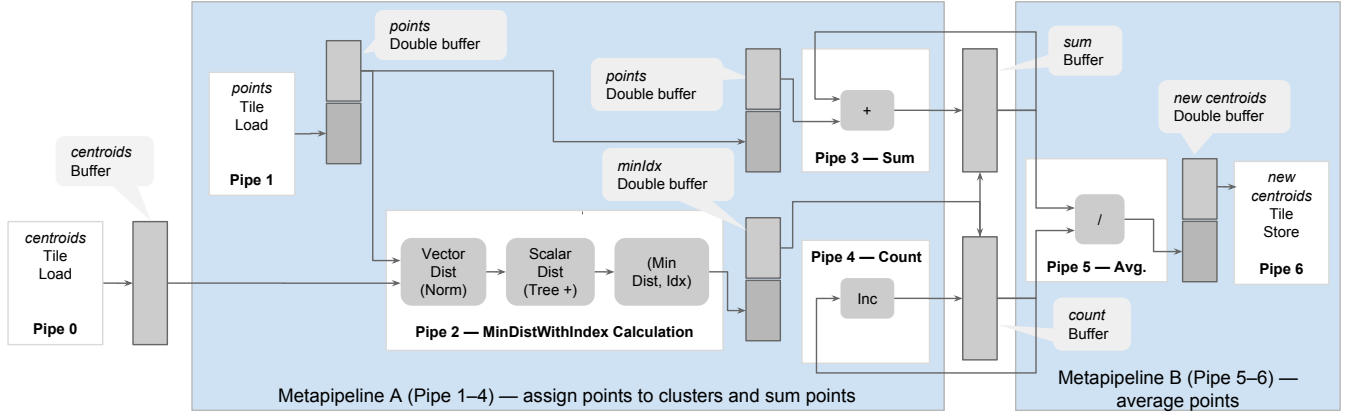 centroids
Tile
Load
Pipe 0
centroids
Buffer
points
Tile
Load
Pipe 1
points
Double buffer
Vector
Dist
(Norm)
Scalar
Dist
(Tree +)
(Min
Dist, Idx)
Pipe 2 — MinDistWithIndex Calculation
points
Double buffer
minIdx
Double buffer
+
Pipe 3 — Sum
Pipe 4 — Count
Inc
sum
Buffer
count
Buffer
Metapipeline A (Pipe 1–4) — assign points to clusters and sum points
/
Pipe 5 — Avg.
new centroids
Double buffer
new
centroids
Tile
Store
Pipe 6
Metapipeline B (Pipe 5–6) —
average points